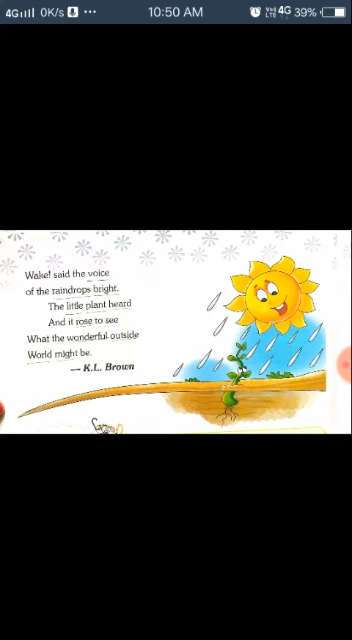 4G 0K/s ... 10:50 AM 4G 39%
Wake! said the voice
of the raindrops bright.
The little plant heard
And it rose to see
What the wonderful outside
World might be.
— K.L. Brown